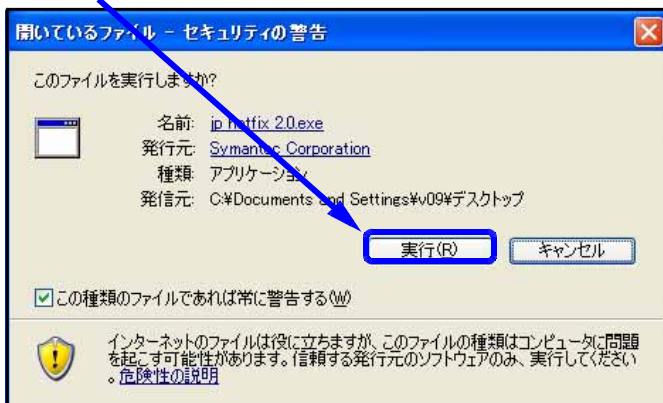 開いているファイル - セキュリティの警告
このファイルを実行しますか?
名前: jp hotfix 2.0.exe
発行元: Symantec Corporation
種類: アプリケーション
発信元: C:¥Documents and Settings¥v09¥デスクトップ
実行(R) キャンセル
この種類のファイルであれば常に警告する(W)
インターネットのファイルは役に立ちますが、このファイルの種類はコンピュータに問題
を起こす可能性があります。信頼する発行元のソフトウェアのみ、実行してください
。危険性の説明